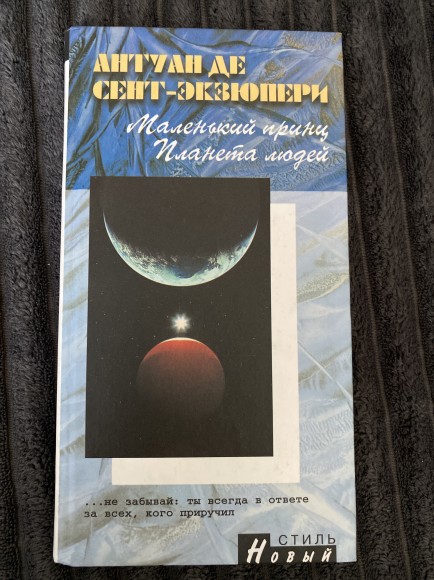 АНТУАН ДЕ
СЕНТ-ЭКЗЮПЕРИ
Маленький принц
Планета людей
...не забывай: ты всегда в ответе
за всех, кого приручил
СТИЛЬ
Новый